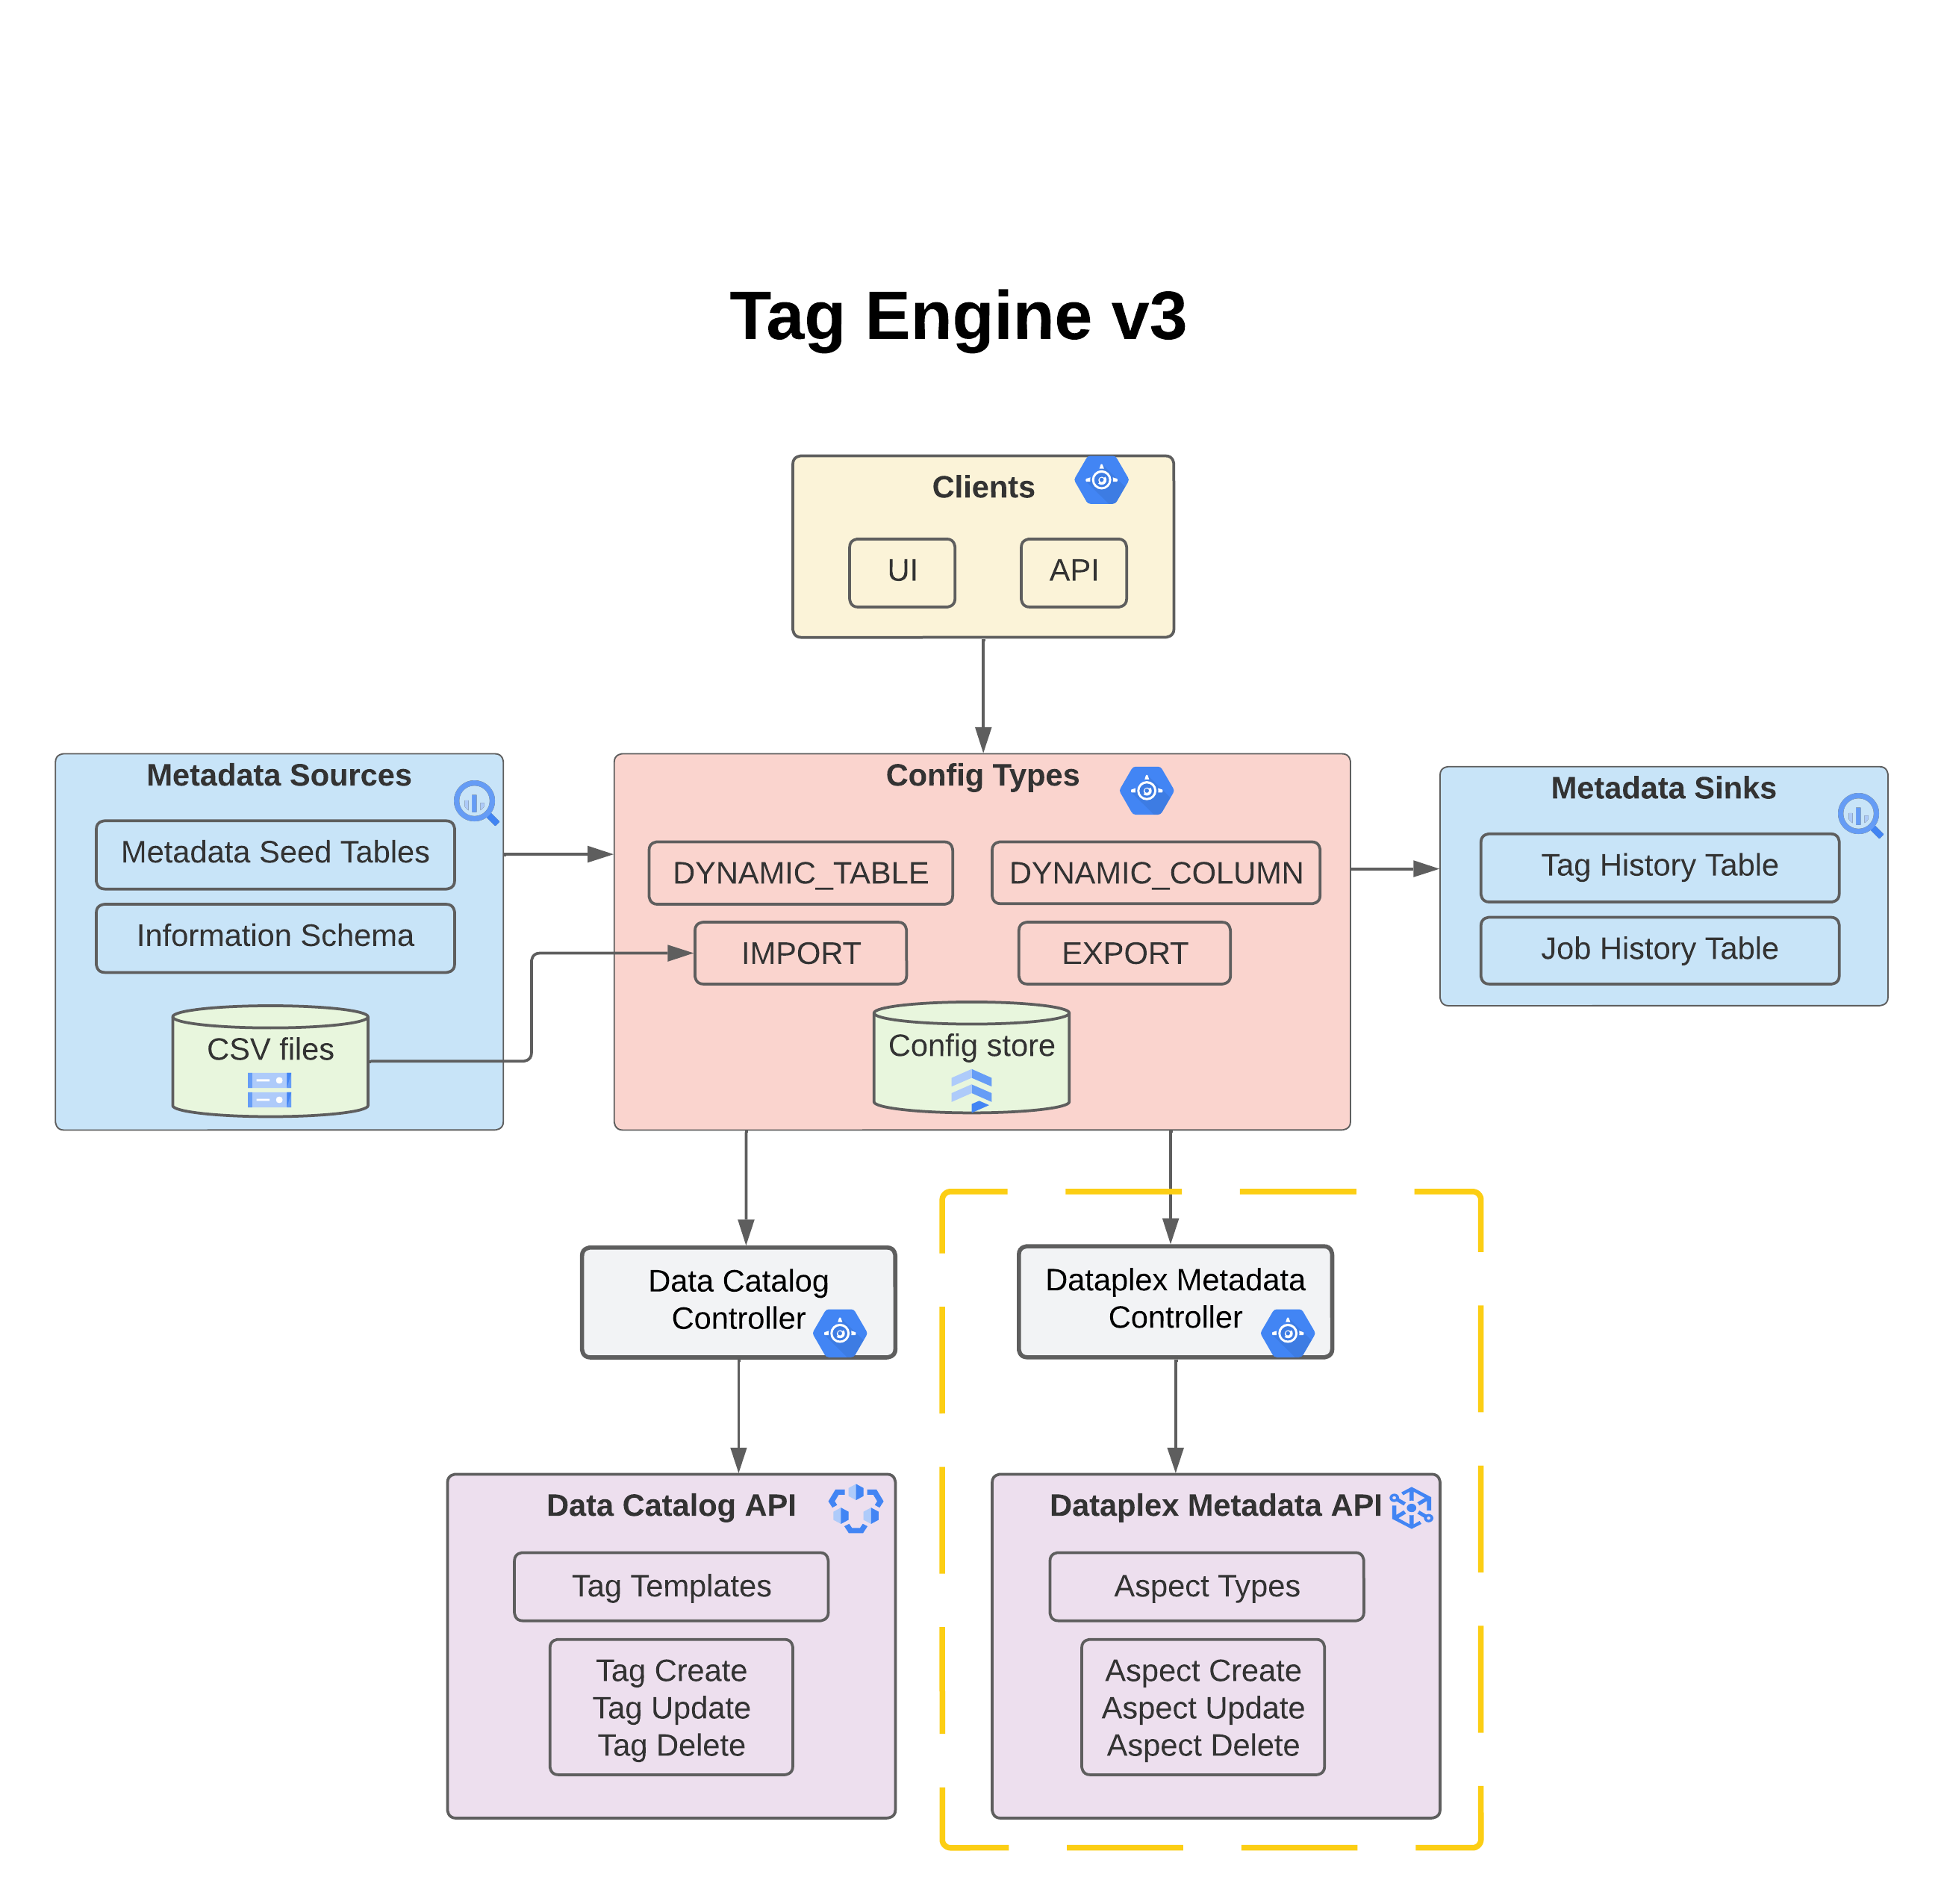 Tag Engine v3
Clients
UI
API
Metadata Sources
Metadata Seed Tables
Information Schema
CSV files
Config Types
DYNAMIC_TABLE
DYNAMIC_COLUMN
IMPORT
EXPORT
Config store
Metadata Sinks
Tag History Table
Job History Table
Data Catalog
Controller
Dataplex Metadata
Controller
Data Catalog API
Tag Templates
Tag Create
Tag Update
Tag Delete
Dataplex Metadata API
Aspect Types
Aspect Create
Aspect Update
Aspect Delete